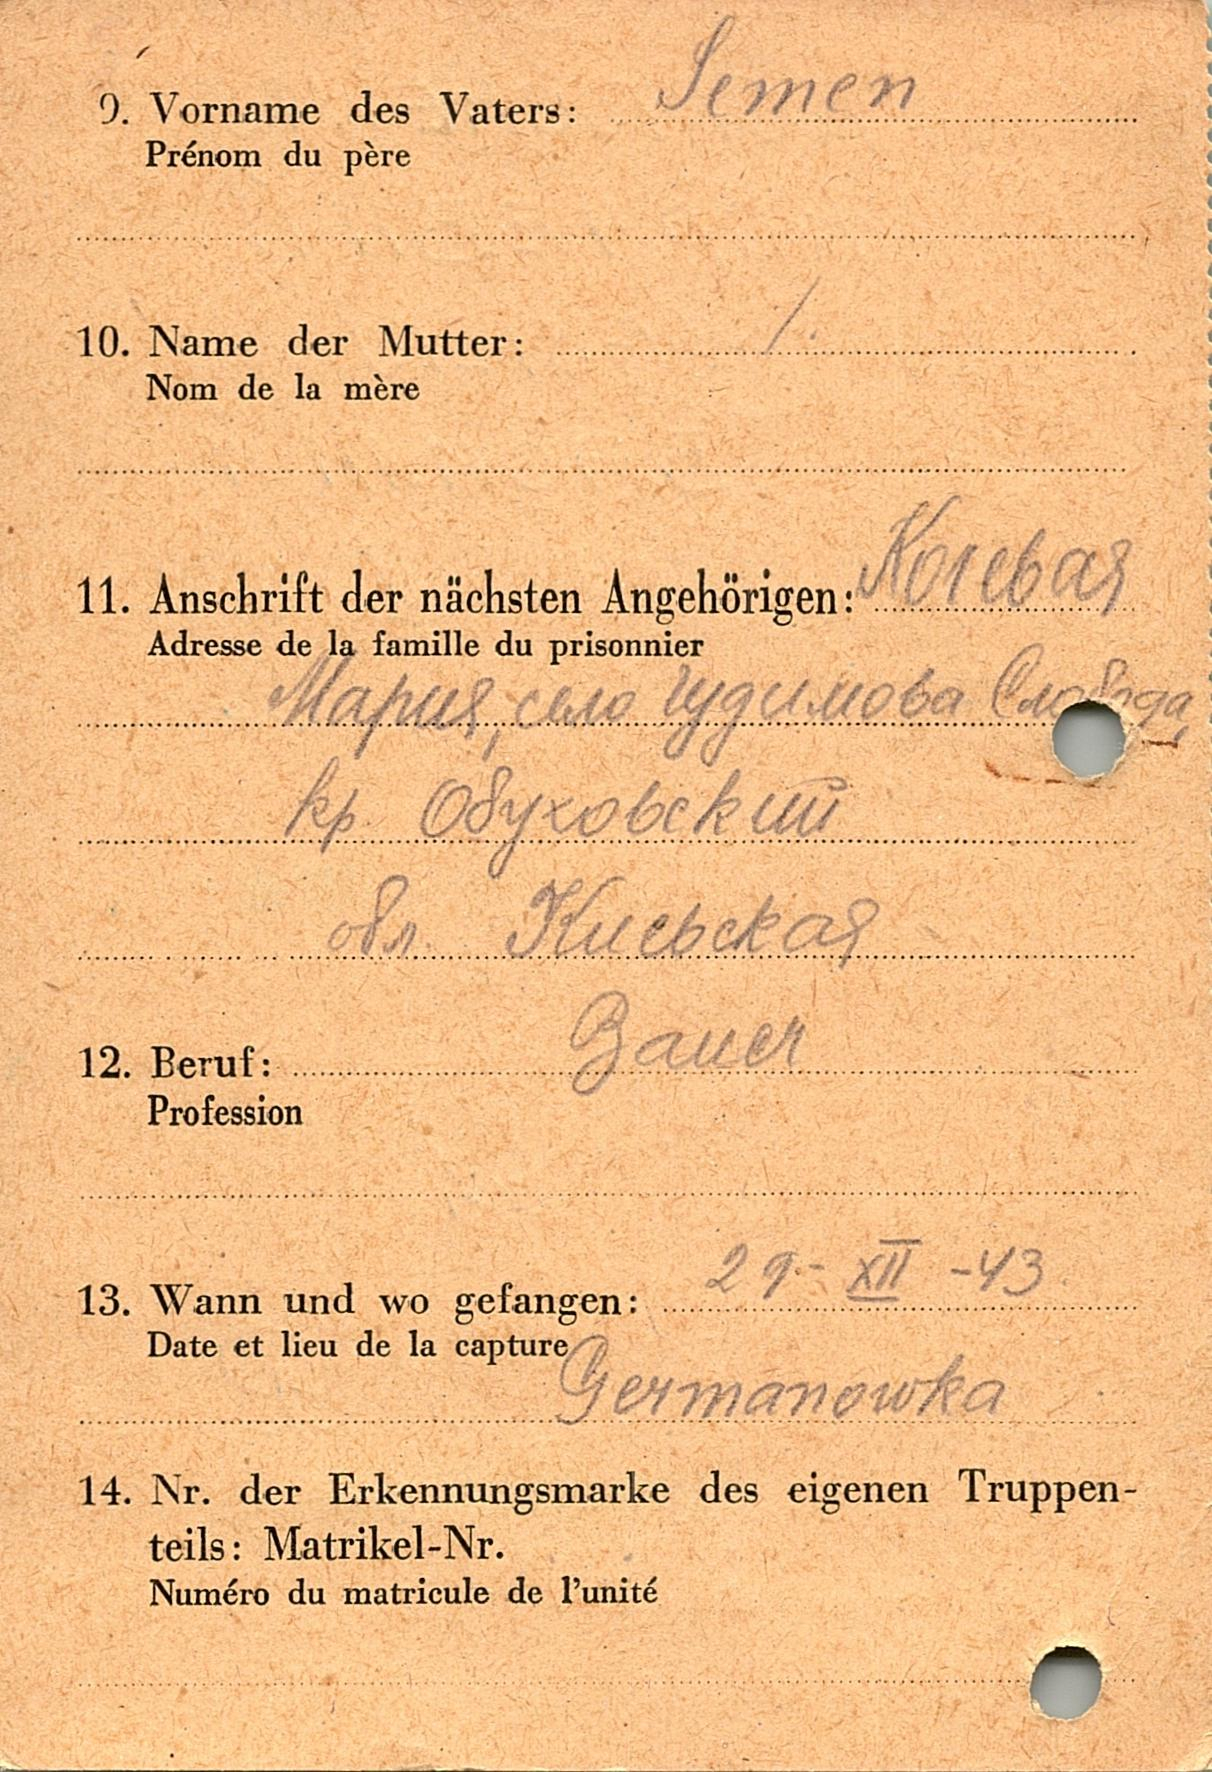 9. Vorname des Vaters: Semen
Prénom du père
10. Name der Mutter: /.
Nom de la mère
11. Anschrift der nächsten Angehörigen:
Adresse de la famille du prisonnier
Мария, село Гудимова Слобода,
кр. Обуховский
обл. Киевская
12. Beruf: Bauer
Profession
13. Wann und wo gefangen: 29.- XII -43.
Date et lieu de la capture
Germanowka
14. Nr. der Erkennungsmarke des eigenen Truppen-
teils: Matrikel-Nr.
Numéro du matricule de l'unité